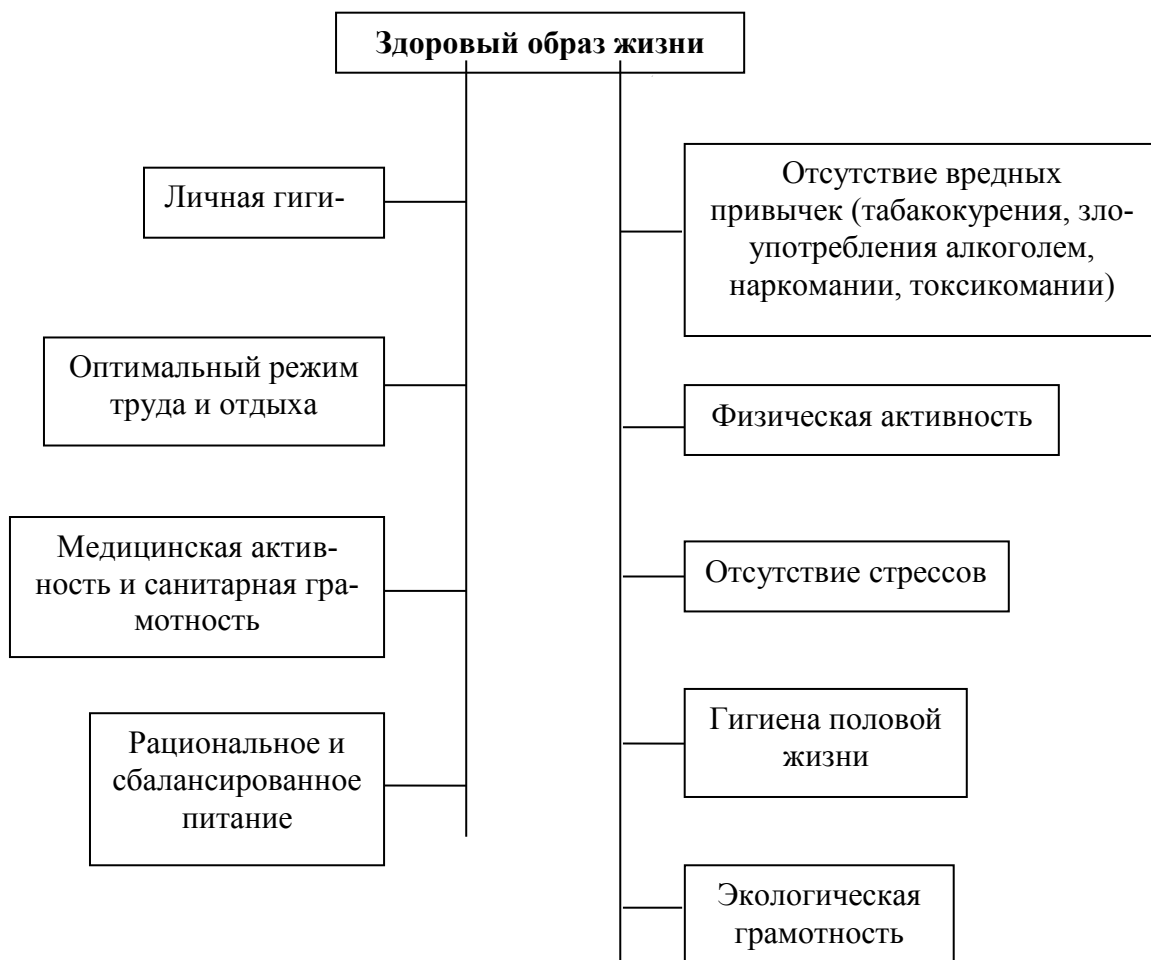 Здоровый образ жизни
Личная гиги-
Оптимальный режим
труда и отдыха
Медицинская актив-
ность и санитарная гра-
мотность
Рациональное и
сбалансированное
питание
Отсутствие вредных
привычек (табакокурения, зло-
употребления алкоголем,
наркомании, токсикомании)
Физическая активность
Отсутствие стрессов
Гигиена половой
жизни
Экологическая
грамотность